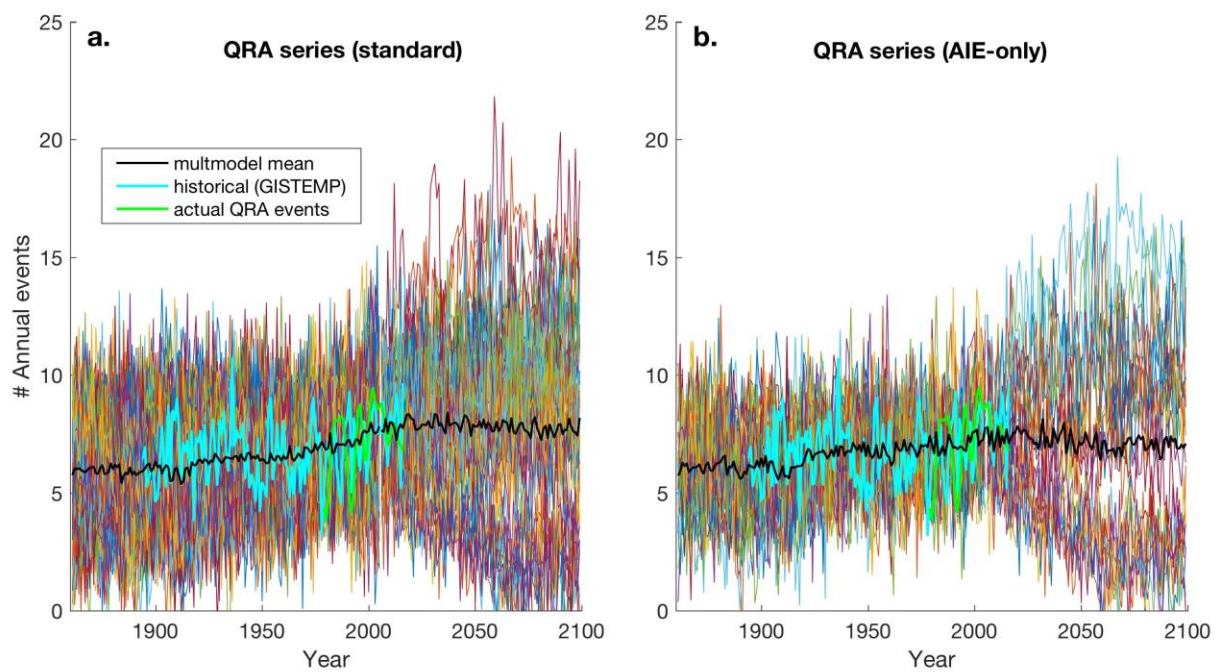 a.
QRA series (standard)
multmodel mean
historical (GISTEMP)
actual QRA events
# Annual events
25
20
15
10
5
0
1900
1950
2000
2050
2100
Year
b.
QRA series (AIE-only)
25
20
15
10
5
0
1900
1950
2000
2050
2100
Year